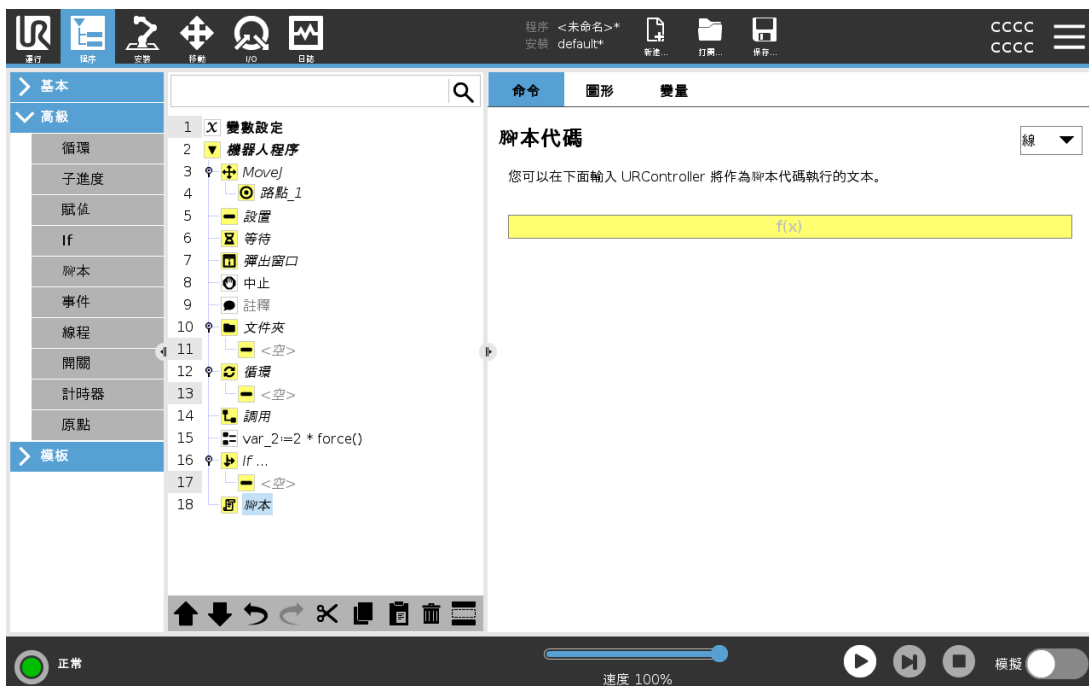 程序 <未命名>*
安裝 default*
新建...
打開...
保存...
CCCC
CCCC
運行
程序
安裝
移動
I/O
日誌
基本
高級
循環
子進度
賦值
If
腳本
事件
線程
開關
計時器
原點
模板
1 變數設定
2 機器人程序
3 MoveJ
4 路點_1
5 設置
6 等待
7 彈出窗口
8 中止
9 註釋
10 文件夾
11 <空>
12 循環
13 <空>
14 調用
15 var_2:=2 * force()
16 If ...
17 <空>
18 腳本
命令
圖形
變量
腳本代碼
線
您可以在下面輸入 URController 將作為腳本代碼執行的文本。
f(x)
正常
速度 100%
模擬